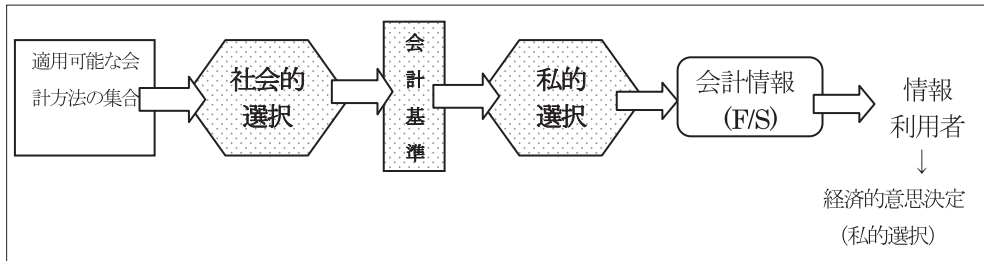 適用可能な会
計方法の集合
社会的
選択
会
計
基
準
私的
選択
会計情報
(F/S)
情報
利用者
↓
経済的意思決定
(私的選択)